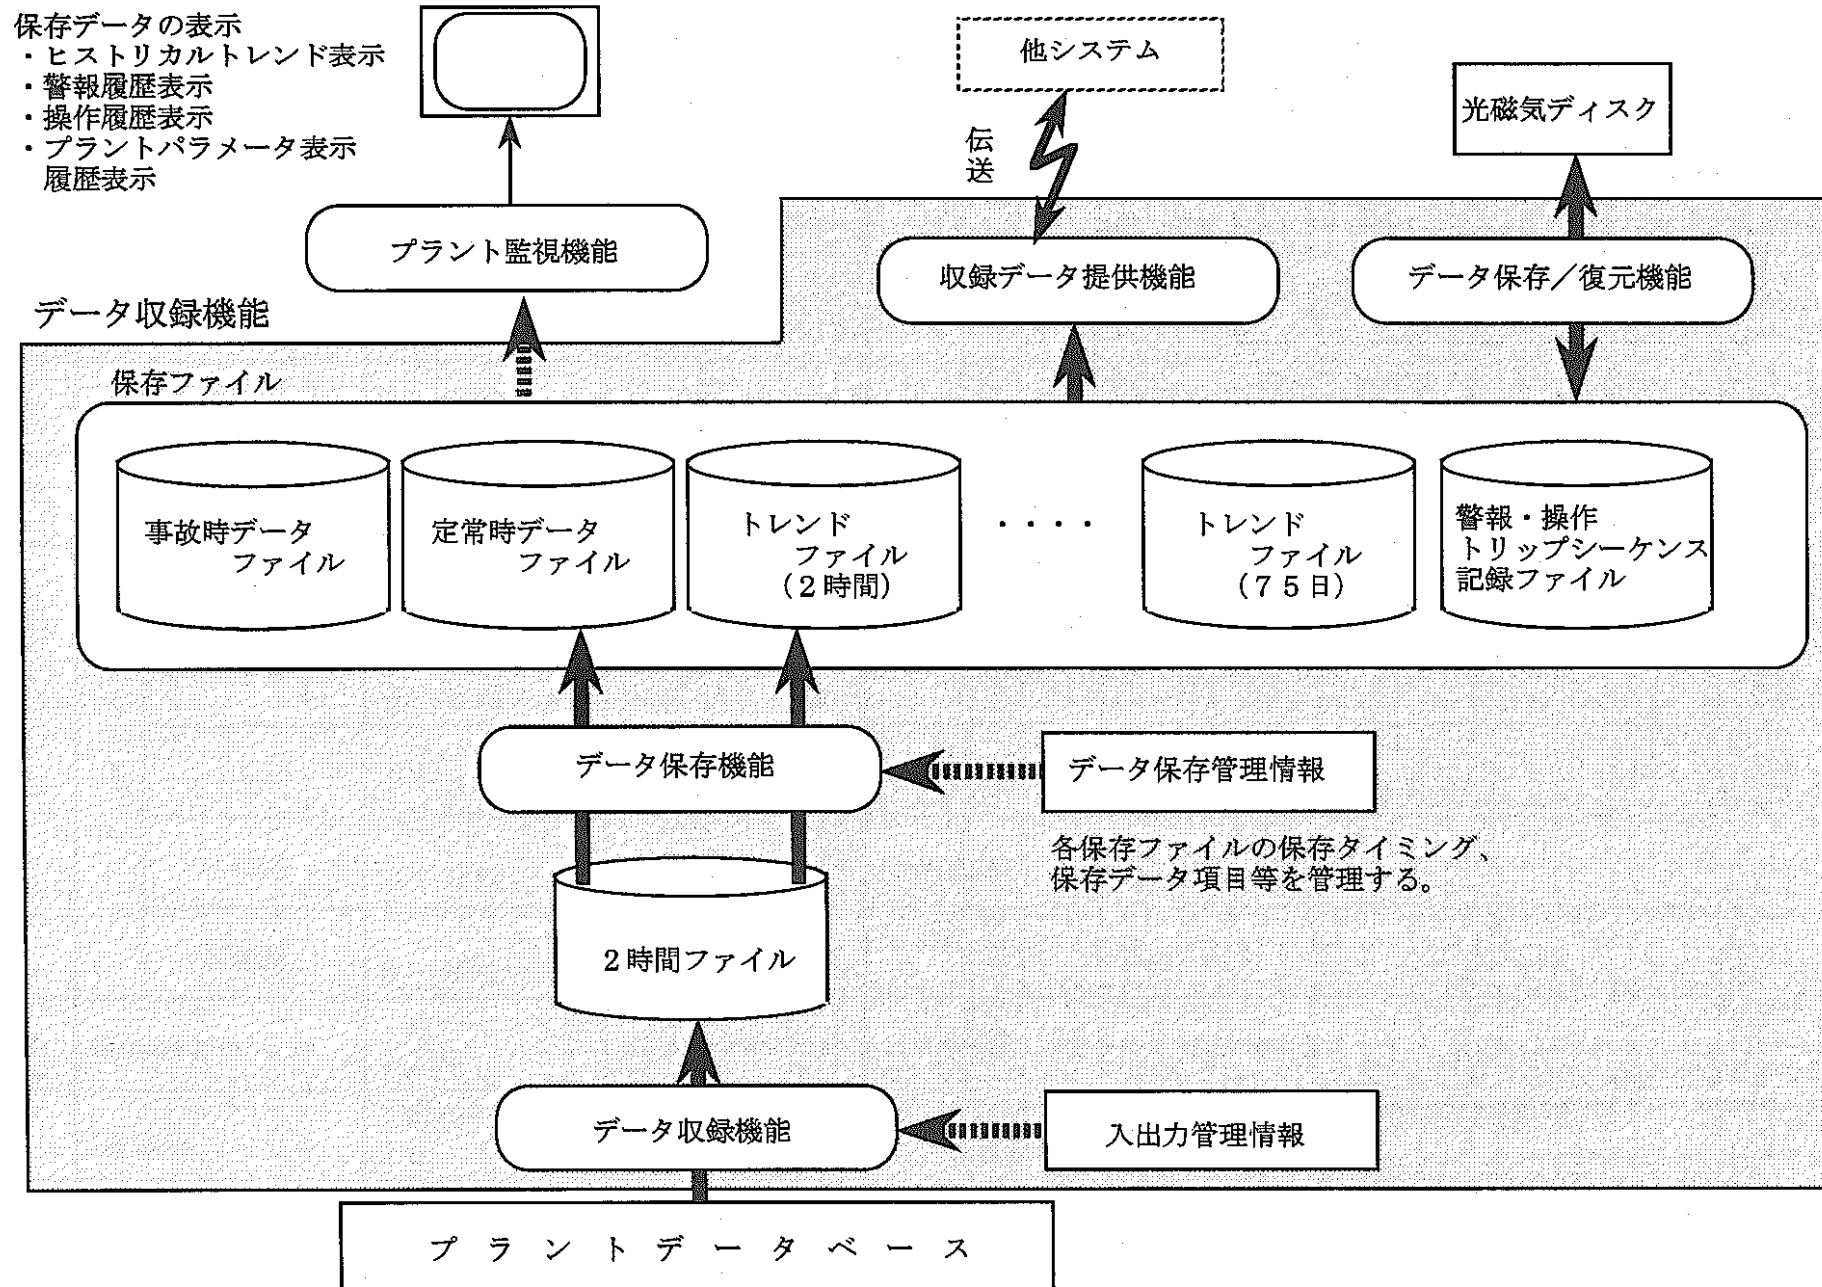 保存データの表示
・ヒストリカルトレンド表示
・警報履歴表示
・操作履歴表示
・プラントパラメータ表示
履歴表示
他システム
光磁気ディスク
伝
送
プラント監視機能
収録データ提供機能
データ保存／復元機能
データ収録機能
保存ファイル
事故時データ
ファイル
定常時データ
ファイル
トレンド
ファイル
(２時間)
・・・・
トレンド
ファイル
(７５日)
警報・操作
トリップシーケンス
記録ファイル
データ保存機能
データ保存管理情報
各保存ファイルの保存タイミング、
保存データ項目等を管理する。
２時間ファイル
データ収録機能
入出力管理情報
プラントデータベース